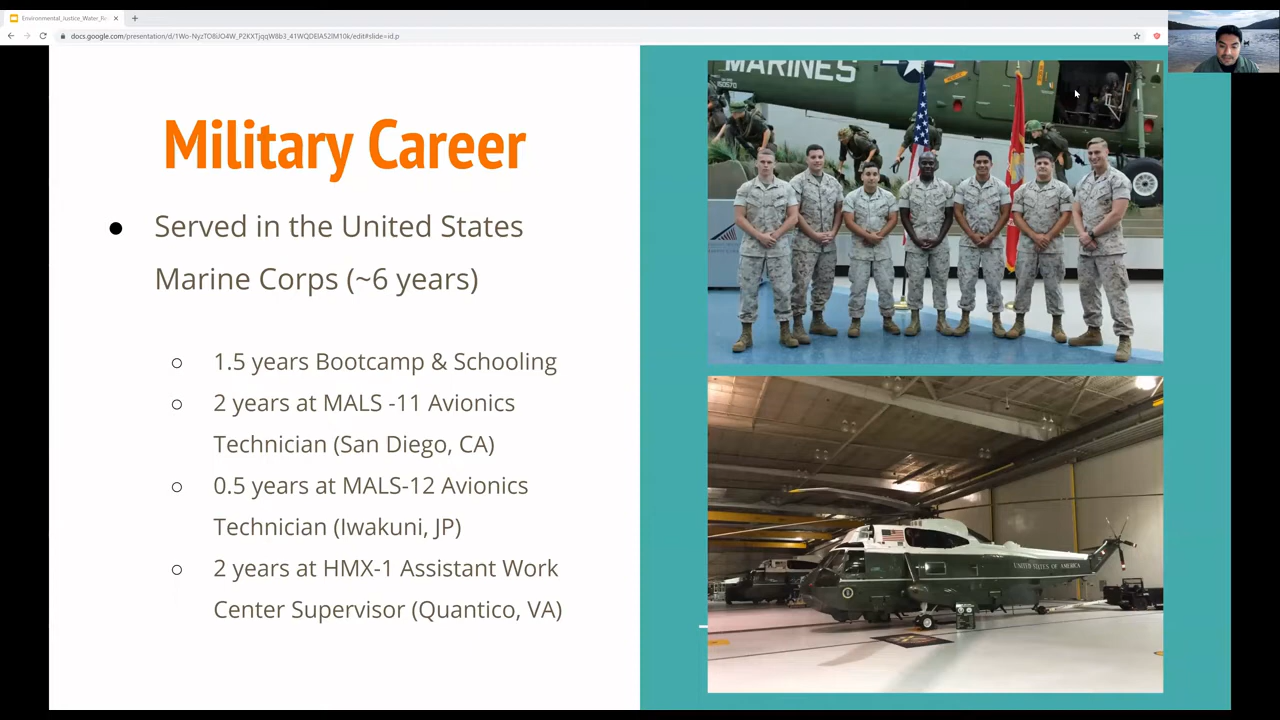 Environmental_Justice_Water_Re
docs.google.com/presentation/d/1Wo-NyzTO8UO4W_P2KXTjqqW8b3_41WQDEIAS2IM10k/edit#slide=id.p
Military Career
● Served in the United States
Marine Corps (~6 years)
○ 1.5 years Bootcamp & Schooling
○ 2 years at MALS -11 Avionics
Technician (San Diego, CA)
○ 0.5 years at MALS-12 Avionics
Technician (Iwakuni, JP)
○ 2 years at HMX-1 Assistant Work
Center Supervisor (Quantico, VA)
MARINES
150570
UNITED STATES OF AMERICA